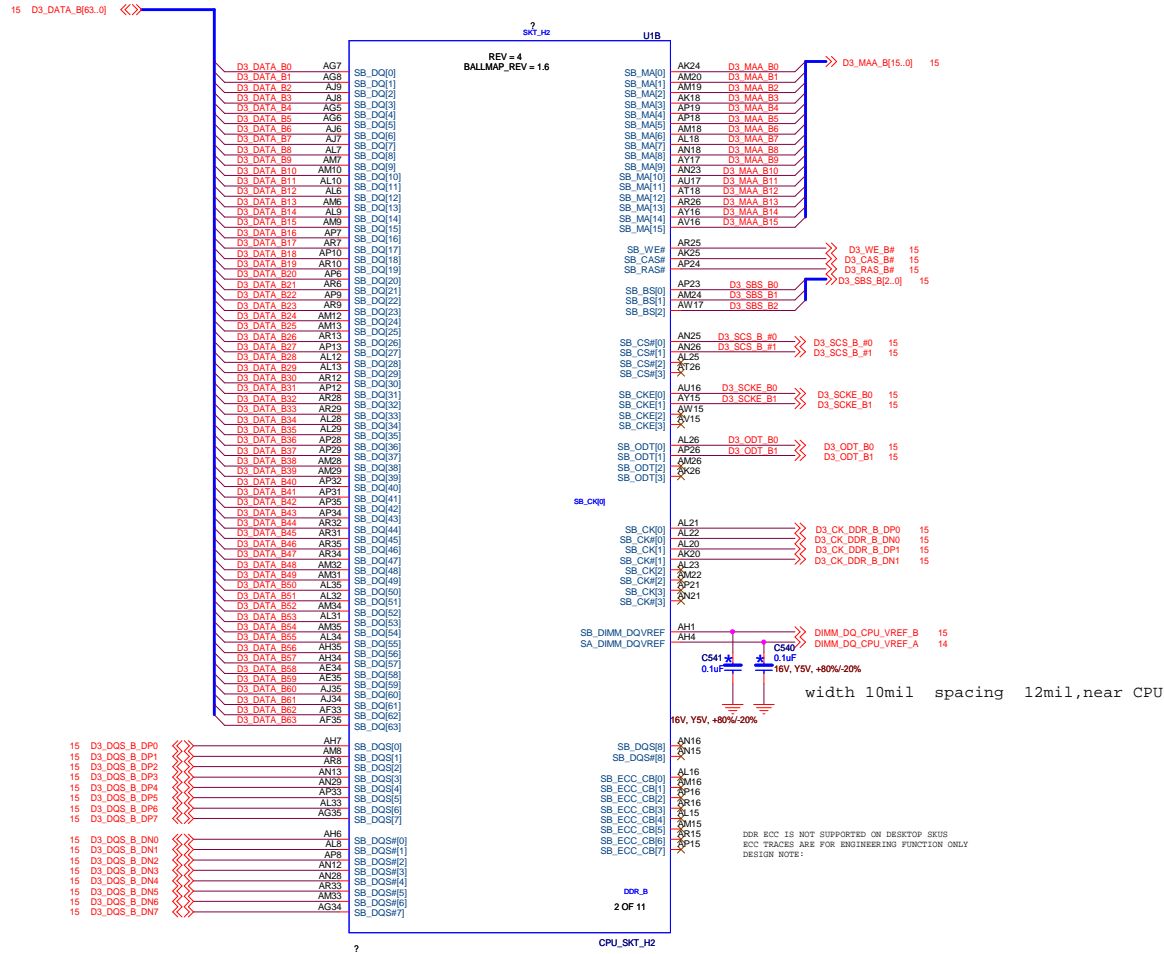 15 D3_DATA_B[63..0]
?
SKT_H2
U1B
REV = 4
BALLMAP_REV = 1.6
D3_DATA_B0 AG7 SB_DQ[0]
D3_DATA_B1 AG8 SB_DQ[1]
D3_DATA_B2 AJ9 SB_DQ[2]
D3_DATA_B3 AJ8 SB_DQ[3]
D3_DATA_B4 AG5 SB_DQ[4]
D3_DATA_B5 AG6 SB_DQ[5]
D3_DATA_B6 AJ6 SB_DQ[6]
D3_DATA_B7 AJ7 SB_DQ[7]
D3_DATA_B8 AL7 SB_DQ[8]
D3_DATA_B9 AM7 SB_DQ[9]
D3_DATA_B10 AM10 SB_DQ[10]
D3_DATA_B11 AL10 SB_DQ[11]
D3_DATA_B12 AL6 SB_DQ[12]
D3_DATA_B13 AM6 SB_DQ[13]
D3_DATA_B14 AL9 SB_DQ[14]
D3_DATA_B15 AM9 SB_DQ[15]
D3_DATA_B16 AP7 SB_DQ[16]
D3_DATA_B17 AR7 SB_DQ[17]
D3_DATA_B18 AP10 SB_DQ[18]
D3_DATA_B19 AR10 SB_DQ[19]
D3_DATA_B20 AP6 SB_DQ[20]
D3_DATA_B21 AR6 SB_DQ[21]
D3_DATA_B22 AP9 SB_DQ[22]
D3_DATA_B23 AR9 SB_DQ[23]
D3_DATA_B24 AM12 SB_DQ[24]
D3_DATA_B25 AM13 SB_DQ[25]
D3_DATA_B26 AR13 SB_DQ[26]
D3_DATA_B27 AP13 SB_DQ[27]
D3_DATA_B28 AL12 SB_DQ[28]
D3_DATA_B29 AL13 SB_DQ[29]
D3_DATA_B30 AR12 SB_DQ[30]
D3_DATA_B31 AP12 SB_DQ[31]
D3_DATA_B32 AR28 SB_DQ[32]
D3_DATA_B33 AR29 SB_DQ[33]
D3_DATA_B34 AL28 SB_DQ[34]
D3_DATA_B35 AL29 SB_DQ[35]
D3_DATA_B36 AP28 SB_DQ[36]
D3_DATA_B37 AP29 SB_DQ[37]
D3_DATA_B38 AM28 SB_DQ[38]
D3_DATA_B39 AM29 SB_DQ[39]
D3_DATA_B40 AP32 SB_DQ[40]
D3_DATA_B41 AP31 SB_DQ[41]
D3_DATA_B42 AP35 SB_DQ[42]
D3_DATA_B43 AP34 SB_DQ[43]
D3_DATA_B44 AR32 SB_DQ[44]
D3_DATA_B45 AR31 SB_DQ[45]
D3_DATA_B46 AR35 SB_DQ[46]
D3_DATA_B47 AR34 SB_DQ[47]
D3_DATA_B48 AM32 SB_DQ[48]
D3_DATA_B49 AM31 SB_DQ[49]
D3_DATA_B50 AL35 SB_DQ[50]
D3_DATA_B51 AL32 SB_DQ[51]
D3_DATA_B52 AM34 SB_DQ[52]
D3_DATA_B53 AL31 SB_DQ[53]
D3_DATA_B54 AM35 SB_DQ[54]
D3_DATA_B55 AL34 SB_DQ[55]
D3_DATA_B56 AH35 SB_DQ[56]
D3_DATA_B57 AH34 SB_DQ[57]
D3_DATA_B58 AE34 SB_DQ[58]
D3_DATA_B59 AE35 SB_DQ[59]
D3_DATA_B60 AJ35 SB_DQ[60]
D3_DATA_B61 AJ34 SB_DQ[61]
D3_DATA_B62 AF33 SB_DQ[62]
D3_DATA_B63 AF35 SB_DQ[63]
15 D3_DQS_B_DP0 AH7 SB_DQS[0]
15 D3_DQS_B_DP1 AM8 SB_DQS[1]
15 D3_DQS_B_DP2 AR8 SB_DQS[2]
15 D3_DQS_B_DP3 AN13 SB_DQS[3]
15 D3_DQS_B_DP4 AN29 SB_DQS[4]
15 D3_DQS_B_DP5 AP33 SB_DQS[5]
15 D3_DQS_B_DP6 AL33 SB_DQS[6]
15 D3_DQS_B_DP7 AG35 SB_DQS[7]
15 D3_DQS_B_DN0 AH6 SB_DQS#[0]
15 D3_DQS_B_DN1 AL8 SB_DQS#[1]
15 D3_DQS_B_DN2 AP8 SB_DQS#[2]
15 D3_DQS_B_DN3 AN12 SB_DQS#[3]
15 D3_DQS_B_DN4 AN28 SB_DQS#[4]
15 D3_DQS_B_DN5 AR33 SB_DQS#[5]
15 D3_DQS_B_DN6 AM33 SB_DQS#[6]
15 D3_DQS_B_DN7 AG34 SB_DQS#7]
SB_MA[0] AK24 D3_MAA_B0 D3_MAA_B[15..0] 15
SB_MA[1] AM20 D3_MAA_B1
SB_MA[2] AM19 D3_MAA_B2
SB_MA[3] AK18 D3_MAA_B3
SB_MA[4] AP19 D3_MAA_B4
SB_MA[5] AP18 D3_MAA_B5
SB_MA[6] AM18 D3_MAA_B6
SB_MA[7] AL18 D3_MAA_B7
SB_MA[8] AN18 D3_MAA_B8
SB_MA[9] AY17 D3_MAA_B9
SB_MA[10] AN23 D3_MAA_B10
SB_MA[11] AU17 D3_MAA_B11
SB_MA[12] AT18 D3_MAA_B12
SB_MA[13] AR26 D3_MAA_B13
SB_MA[14] AY16 D3_MAA_B14
SB_MA[15] AV16 D3_MAA_B15
SB_WE# AR25 D3_WE_B# 15
SB_CAS# AK25 D3_CAS_B# 15
SB_RAS# AP24 D3_RAS_B# 15
D3_SBS_B[2..0] 15
SB_BS[0] AP23 D3_SBS_B0
SB_BS[1] AM24 D3_SBS_B1
SB_BS[2] AW17 D3_SBS_B2
SB_CS#[0] AN25 D3_SCS_B_#0 D3_SCS_B_#0 15
SB_CS#[1] AN26 D3_SCS_B_#1 D3_SCS_B_#1 15
SB_CS#[2] AL25
SB_CS#[3] AT26
SB_CKE[0] AU16 D3_SCKE_B0 D3_SCKE_B0 15
SB_CKE[1] AY15 D3_SCKE_B1 D3_SCKE_B1 15
SB_CKE[2] AW15
SB_CKE[3] AV15
SB_ODT[0] AL26 D3_ODT_B0 D3_ODT_B0 15
SB_ODT[1] AP26 D3_ODT_B1 D3_ODT_B1 15
SB_ODT[2] AM26
SB_ODT[3] AK26
SB_CK[0]
SB_CK[0] AL21 D3_CK_DDR_B_DP0 15
SB_CK#[0] AL22 D3_CK_DDR_B_DN0 15
SB_CK[1] AL20 D3_CK_DDR_B_DP1 15
SB_CK#[1] AK20 D3_CK_DDR_B_DN1 15
SB_CK[2] AL23
SB_CK#[2] AM22
SB_CK[3] AP21
SB_CK#[3] AN21
SB_DIMM_DQVREF AH1 DIMM_DQ_CPU_VREF_B 15
SA_DIMM_DQVREF AH4 DIMM_DQ_CPU_VREF_A 14
C541
0.1uF
C540
0.1uF
16V, Y5V, +80%/-20%
width 10mil spacing 12mil,near CPU
16V, Y5V, +80%/-20%
SB_DQS[8] AN16
SB_DQS#[8] AN15
SB_ECC_CB[0] AL16
SB_ECC_CB[1] AM16
SB_ECC_CB[2] AP16
SB_ECC_CB[3] AR16
SB_ECC_CB[4] AL15
SB_ECC_CB[5] AM15
SB_ECC_CB[6] AR15
SB_ECC_CB[7] AP15
DDR ECC IS NOT SUPPORTED ON DESKTOP SKUS
ECC TRACES ARE FOR ENGINEERING FUNCTION ONLY
DESIGN NOTE:
DDR_B
2 OF 11
CPU_SKT_H2
?